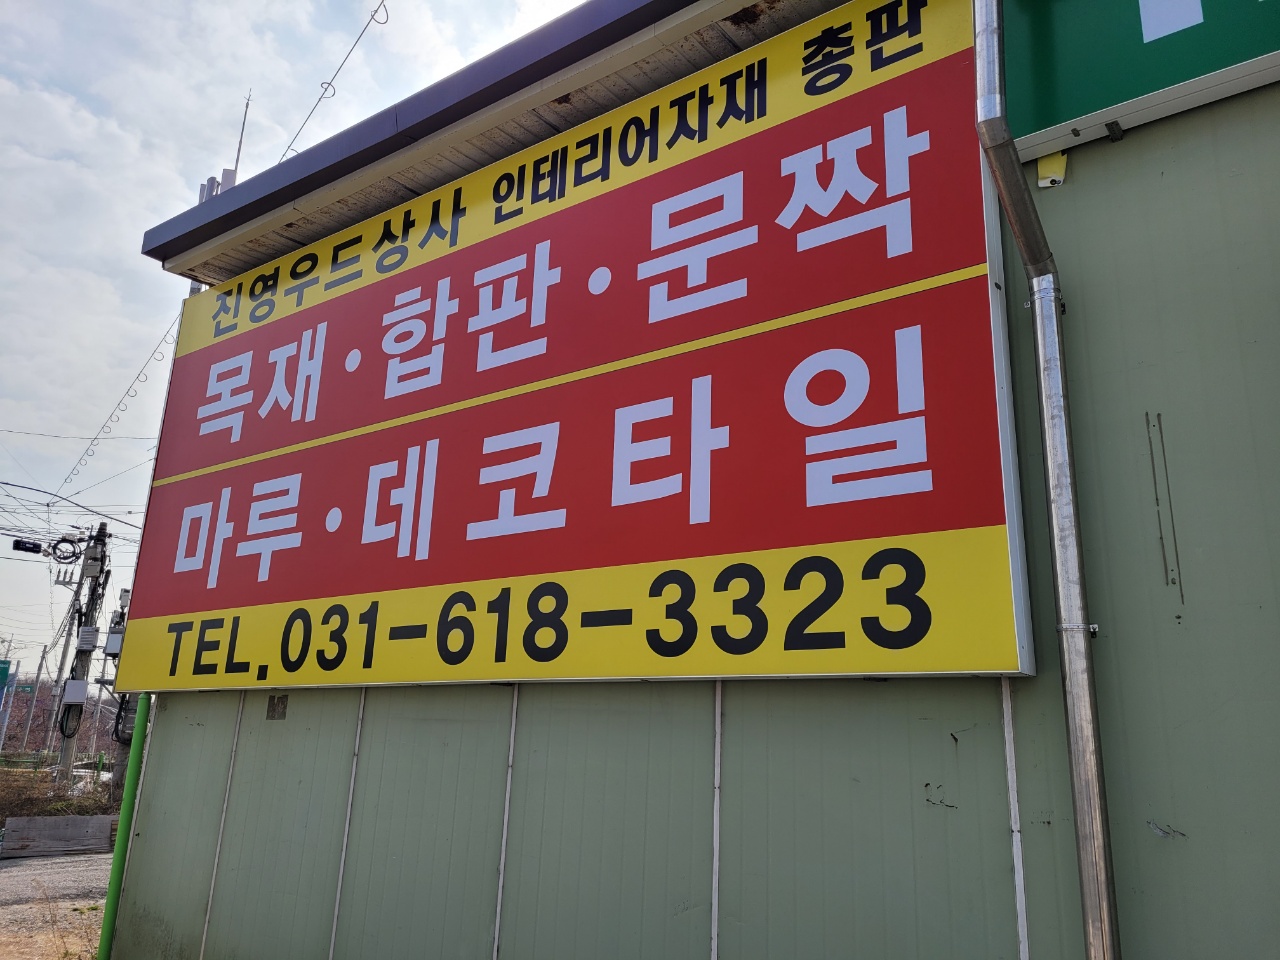 진영우드상사 인테리어자재 총판
목재·합판·문짝
마루·데코타일
TEL.031-618-3323